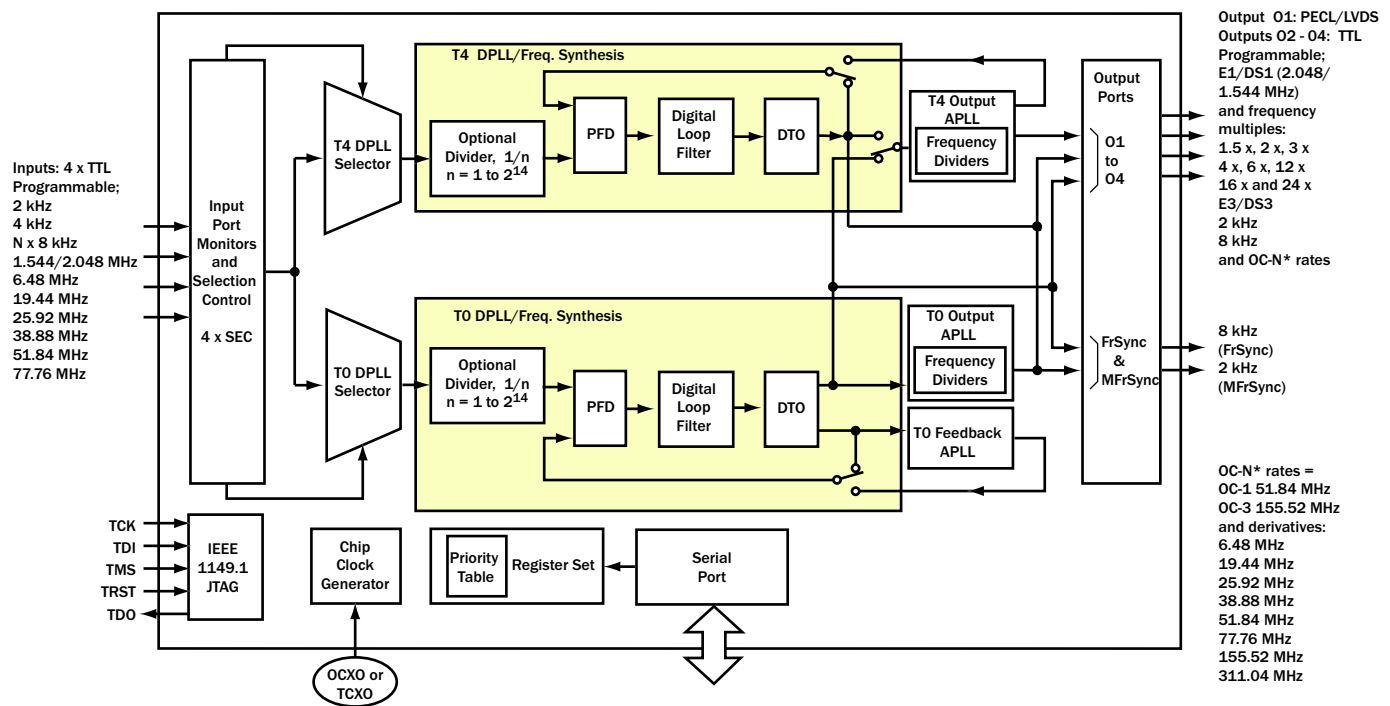 Inputs: 4 x TTL
Programmable;
2 kHz
4 kHz
N x 8 kHz
1.544/2.048 MHz
6.48 MHz
19.44 MHz
25.92 MHz
38.88 MHz
51.84 MHz
77.76 MHz
Input
Port
Monitors
and
Selection
Control
4 x SEC
T4 DPLL
Selector
T4 DPLL/Freq. Synthesis
Optional
Divider, 1/n
n = 1 to 2^14
PFD
Digital
Loop
Filter
DTO
T4 Output
APLL
Frequency
Dividers
Output
Ports
O1
to
O4
Output O1: PECL/LVDS
Outputs O2 - O4: TTL
Programmable;
E1/DS1 (2.048/
1.544 MHz)
and frequency
multiples:
1.5 x, 2 x, 3 x
4 x, 6 x, 12 x
16 x and 24 x
E3/DS3
2 kHz
8 kHz
and OC-N* rates
T0 DPLL
Selector
T0 DPLL/Freq. Synthesis
Optional
Divider, 1/n
n = 1 to 2^14
PFD
Digital
Loop
Filter
DTO
T0 Output
APLL
Frequency
Dividers
T0 Feedback
APLL
FrSync
&
MFrSync
8 kHz
(FrSync)
2 kHz
(MFrSync)
TCK
TDI
TMS
TRST
TDO
IEEE
1149.1
JTAG
Chip
Clock
Generator
OCXO or
TCXO
Priority
Table
Register Set
Serial
Port
OC-N* rates =
OC-1 51.84 MHz
OC-3 155.52 MHz
and derivatives:
6.48 MHz
19.44 MHz
25.92 MHz
38.88 MHz
51.84 MHz
77.76 MHz
155.52 MHz
311.04 MHz